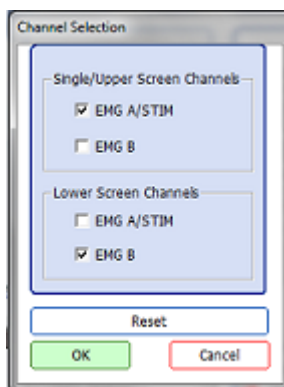 Channel Selection
Single/Upper Screen Channels
EMG A/STIM
EMG B
Lower Screen Channels
EMG A/STIM
EMG B
Reset
OK Cancel